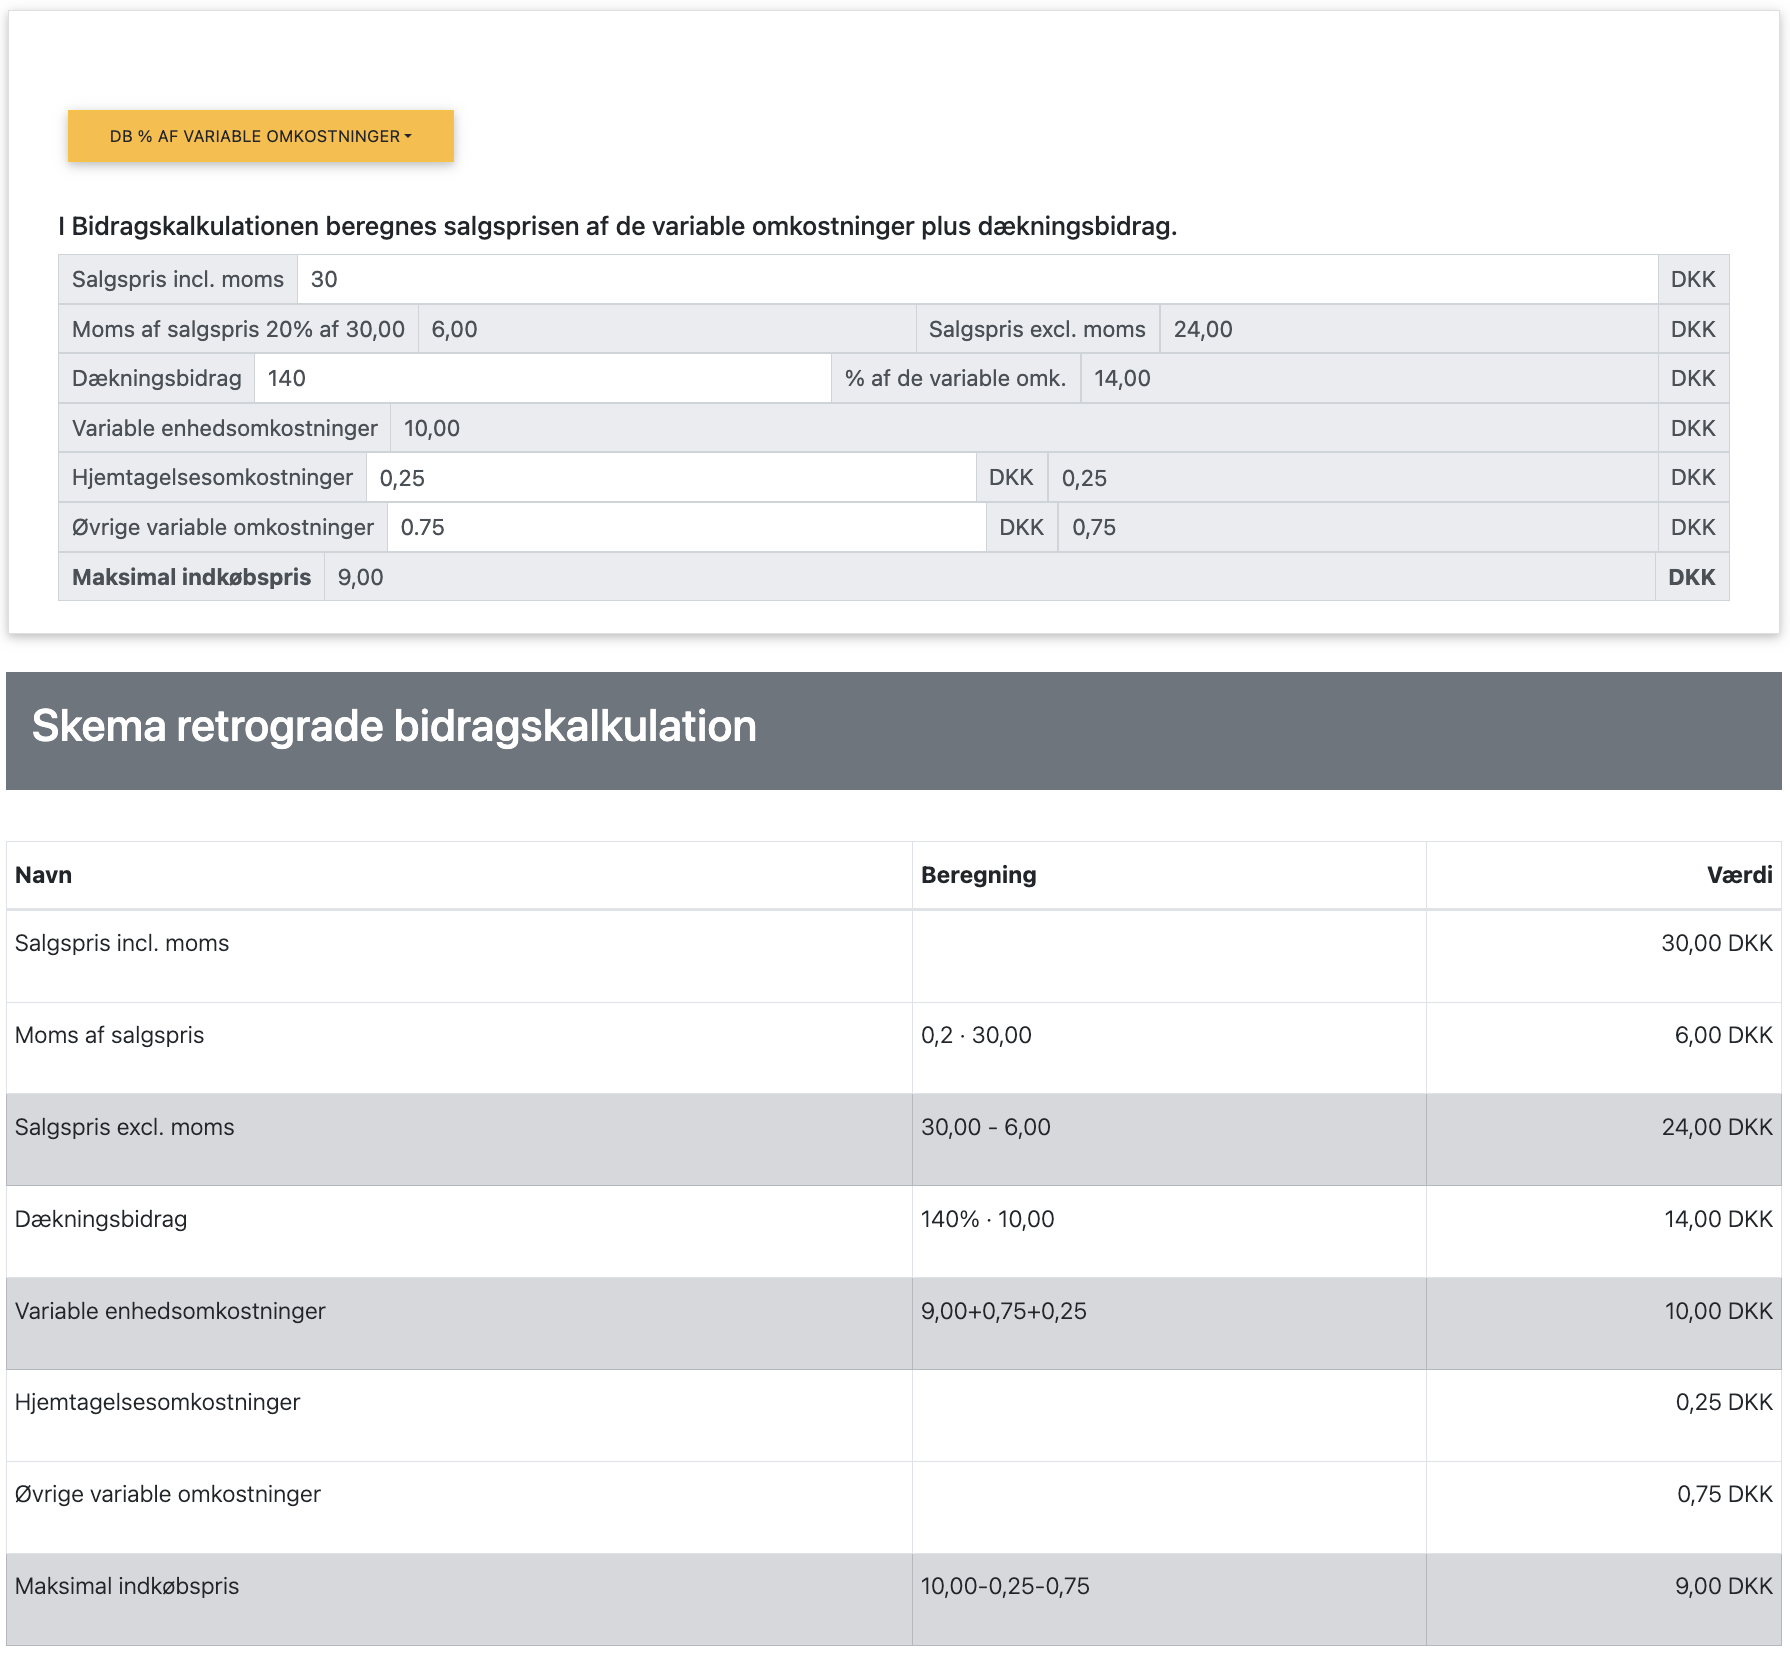 DB % AF VARIABLE OMKOSTNINGER
I Bidragskalkulationen beregnes salgsprisen af de variable omkostninger plus dækningsbidrag.
Salgspris incl. moms 30 DKK
Moms af salgspris 20% af 30,00 6,00 Salgspris excl. moms 24,00 DKK
Dækningsbidrag 140 % af de variable omk. 14,00 DKK
Variable enhedsomkostninger 10,00 DKK
Hjemtagelsesomkostninger 0,25 DKK 0,25 DKK
Øvrige variable omkostninger 0.75 DKK 0,75 DKK
Maksimal indkøbspris 9,00 DKK
Skema retrograde bidragskalkulation
Navn Beregning Værdi
Salgspris incl. moms 30,00 DKK
Moms af salgspris 0,2 · 30,00 6,00 DKK
Salgspris excl. moms 30,00 - 6,00 24,00 DKK
Dækningsbidrag 140% · 10,00 14,00 DKK
Variable enhedsomkostninger 9,00+0,75+0,25 10,00 DKK
Hjemtagelsesomkostninger 0,25 DKK
Øvrige variable omkostninger 0,75 DKK
Maksimal indkøbspris 10,00-0,25-0,75 9,00 DKK